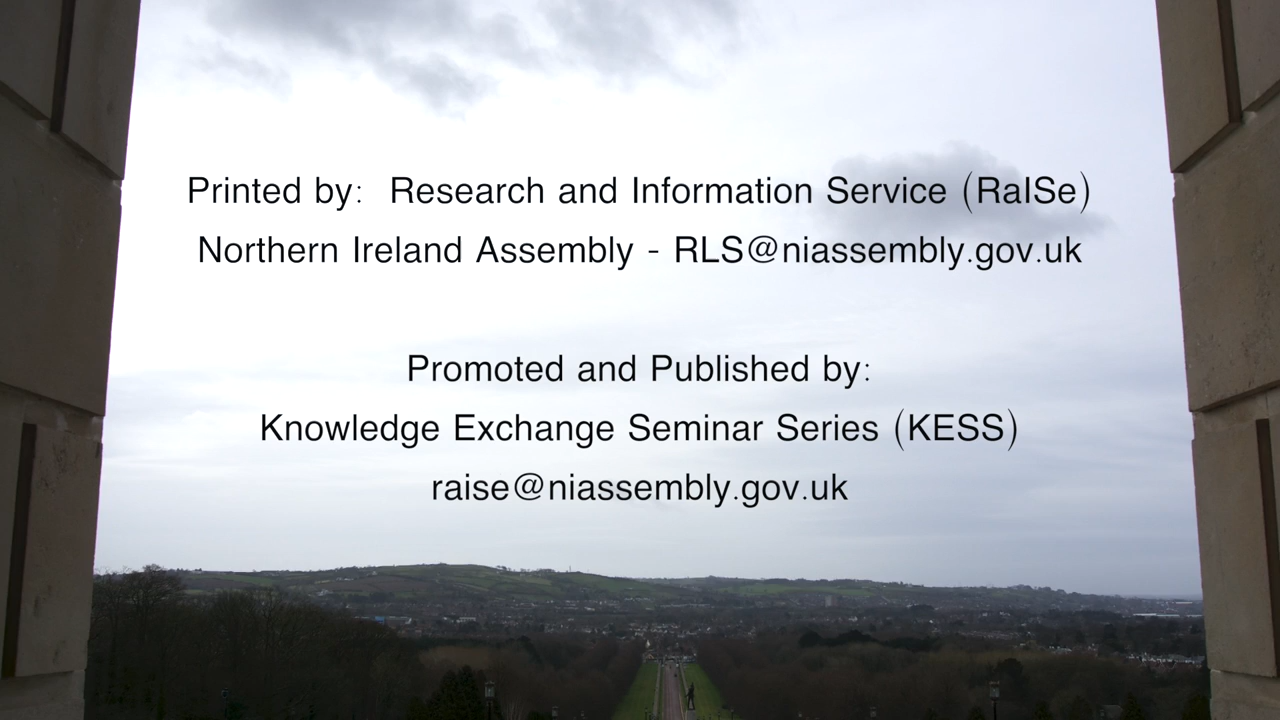 Printed by:  Research and Information Service (RaISe)
Northern Ireland Assembly - RLS@niassembly.gov.uk
Promoted and Published by:
Knowledge Exchange Seminar Series (KESS)
raise@niassembly.gov.uk